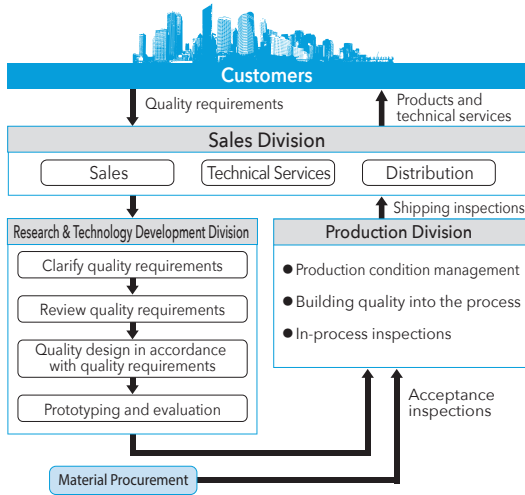 Customers
Quality requirements
Products and
technical services
Sales Division
Sales
Technical Services
Distribution
Shipping inspections
Research & Technology Development Division
Clarify quality requirements
Review quality requirements
Quality design in accordance
with quality requirements
Prototyping and evaluation
Production Division
● Production condition management
● Building quality into the process
● In-process inspections
Acceptance
inspections
Material Procurement